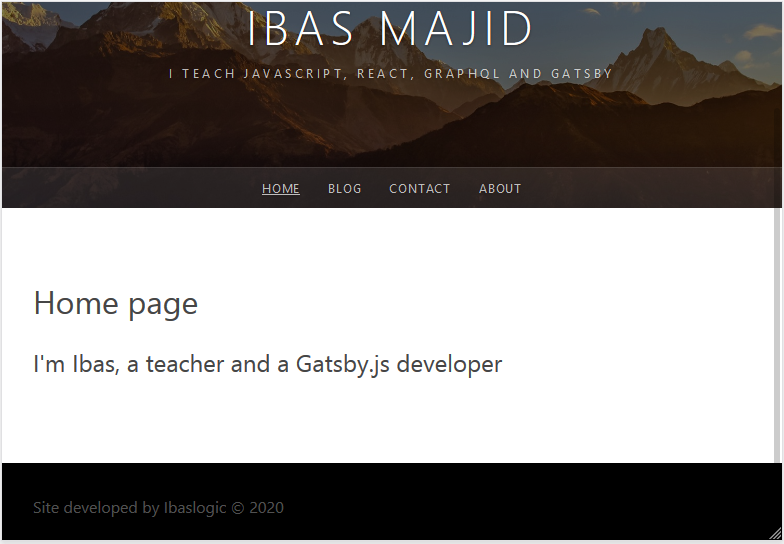 IBAS MAJID
I TEACH JAVASCRIPT, REACT, GRAPHQL AND GATSBY
HOME BLOG CONTACT ABOUT
Home page
I'm Ibas, a teacher and a Gatsby.js developer
Site developed by Ibaslogic © 2020